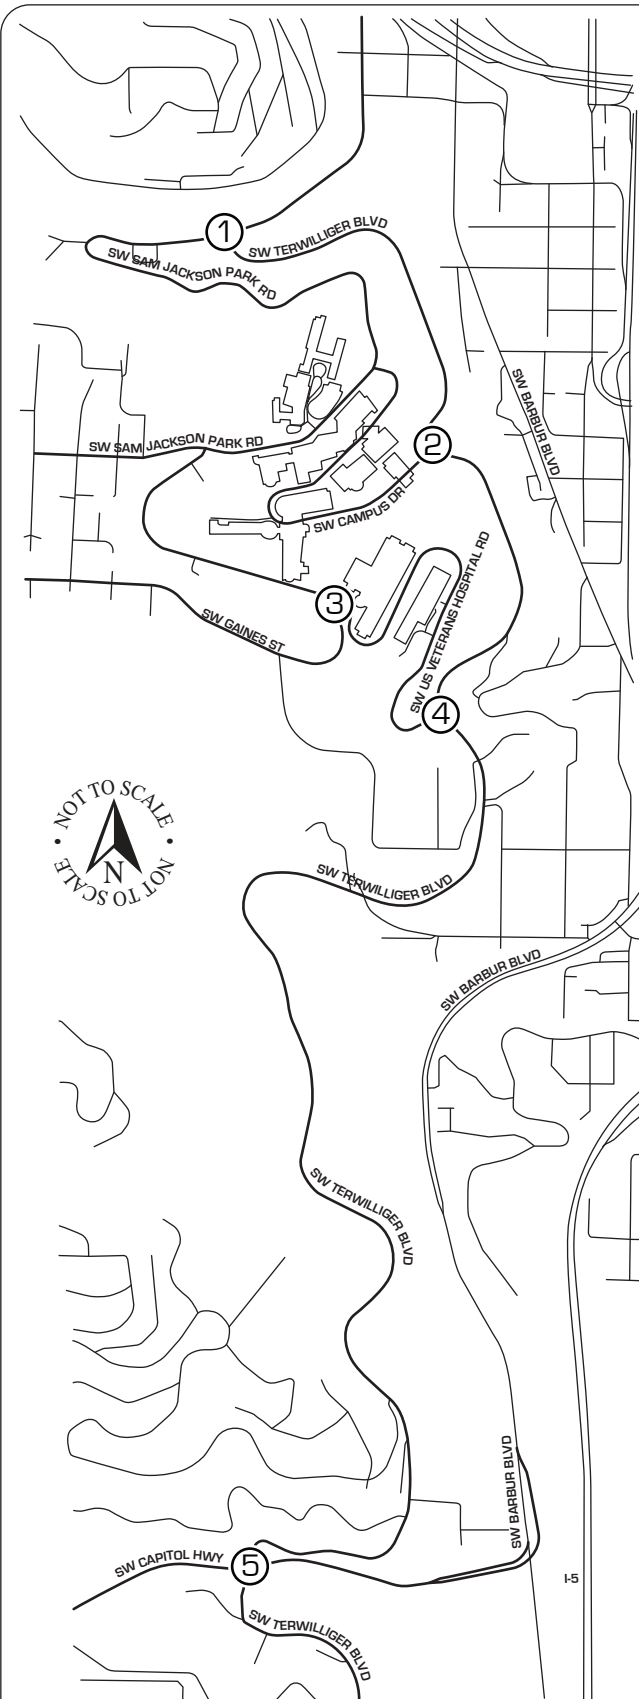 1
SW TERWILLIGER BLVD
SW SAM JACKSON PARK RD
SW BARBUR BLVD
SW SAM JACKSON PARK RD
2
SW CAMPUS DR
SW US VETERANS HOSPITAL RD
3
SW GAINES ST
4
NOT TO SCALE
N
NOT TO SCALE
SW TERWILLIGER BLVD
SW BARBUR BLVD
SW TERWILLIGER BLVD
SW BARBUR BLVD
SW CAPITOL HWY
5
I-5
SW TERWILLIGER BLVD